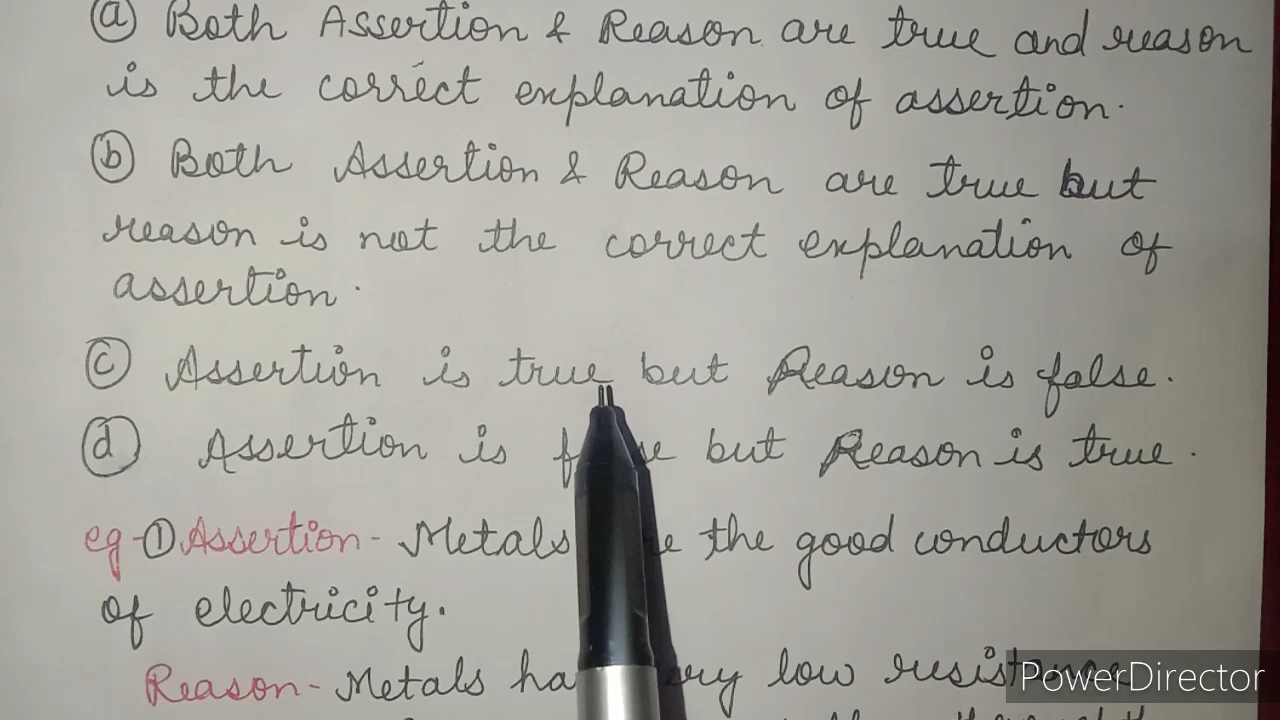 (a) Both Assertion & Reason are true and reason
is the correct explanation of assertion.
(b) Both Assertion & Reason are true but
reason is not the correct explanation of
assertion.
(c) Assertion is true but Reason is false.
(d) Assertion is but Reason is true.
eg-① Assertion- Metals the good conductors
of electricity.
Reason- Metals low resistance
PowerDirector